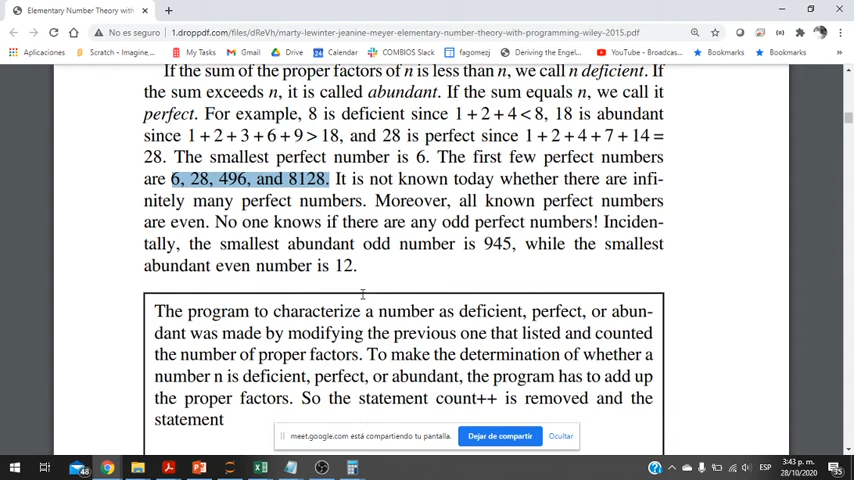 Elementary Number Theory with
No es seguro | 1.droppdf.com/files/dReVh/marty-lewinter-jeanine-meyer-elementary-number-theory-with-programming-wiley-2015.pdf
Aplicaciones Scratch - Imagine,... My Tasks Gmail Drive Calendar COMBIOS Slack fagomezj Deriving the Engel... YouTube - Broadcast... Bookmarks Bookmarks
If the sum of the proper factors of n is less than n, we call n deficient. If
the sum exceeds n, it is called abundant. If the sum equals n, we call it
perfect. For example, 8 is deficient since 1 + 2 + 4 < 8, 18 is abundant
since 1 + 2 + 3 + 6 + 9 > 18, and 28 is perfect since 1 + 2 + 4 + 7 + 14 =
28. The smallest perfect number is 6. The first few perfect numbers
are 6, 28, 496, and 8128. It is not known today whether there are infi-
nitely many perfect numbers. Moreover, all known perfect numbers
are even. No one knows if there are any odd perfect numbers! Inciden-
tally, the smallest abundant odd number is 945, while the smallest
abundant even number is 12.
The program to characterize a number as deficient, perfect, or abun-
dant was made by modifying the previous one that listed and counted
the number of proper factors. To make the determination of whether a
number n is deficient, perfect, or abundant, the program has to add up
the proper factors. So the statement count++ is removed and the
statement
meet.google.com está compartiendo tu pantalla. Dejar de compartir Ocultar
48
ESP
3:43 p. m.
28/10/2020
35